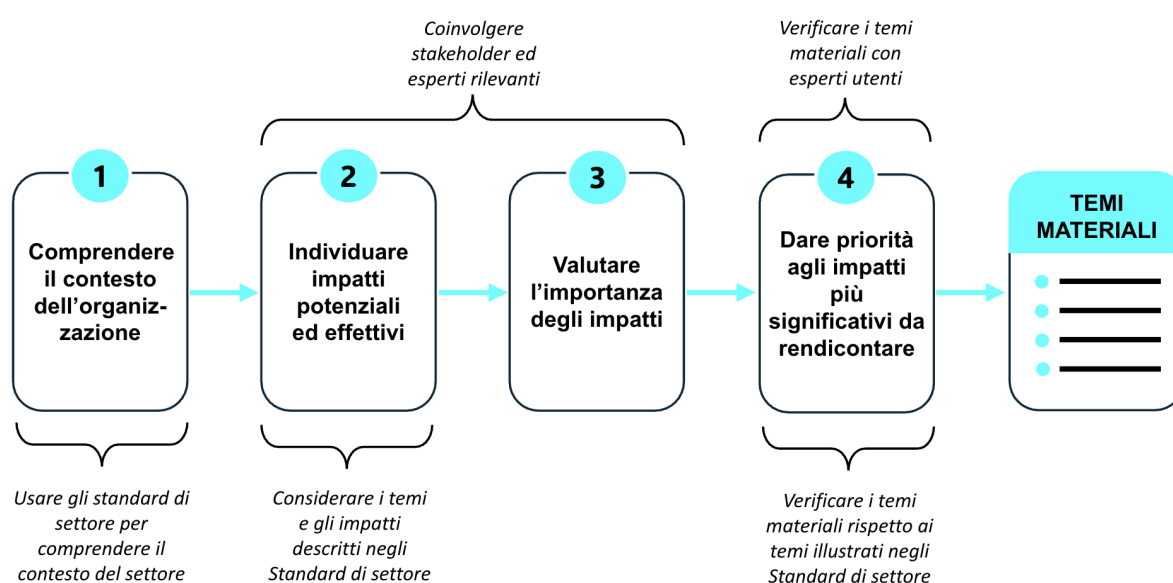 Coinvolgere
stakeholder ed
esperti rilevanti
Verificare i temi
materiali con
esperti utenti
1
Comprendere
il contesto
dell’organiz-
zazione
2
Individuare
impatti
potenziali
ed effettivi
3
Valutare
l’importanza
degli impatti
4
Dare priorità
agli impatti
più
significativi da
rendicontare
TEMI
MATERIALI
Usare gli standard di
settore per
comprendere il
contesto del settore
Considerare i temi
e gli impatti
descritti negli
Standard di settore
Verificare i temi
materiali rispetto ai
temi illustrati negli
Standard di settore